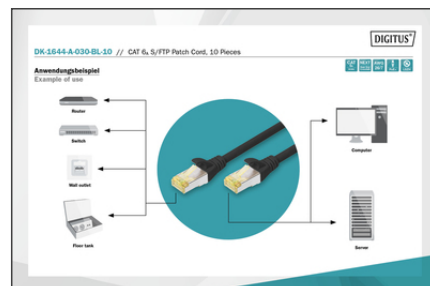 DIGITUS®
DK-1644-A-030-BL-10 // CAT 6A S/FTP Patch Cord, 10 Pieces
Anwendungsbeispiel
Example of use
Router
Switch
Wall outlet
Floor tank
Computer
Server